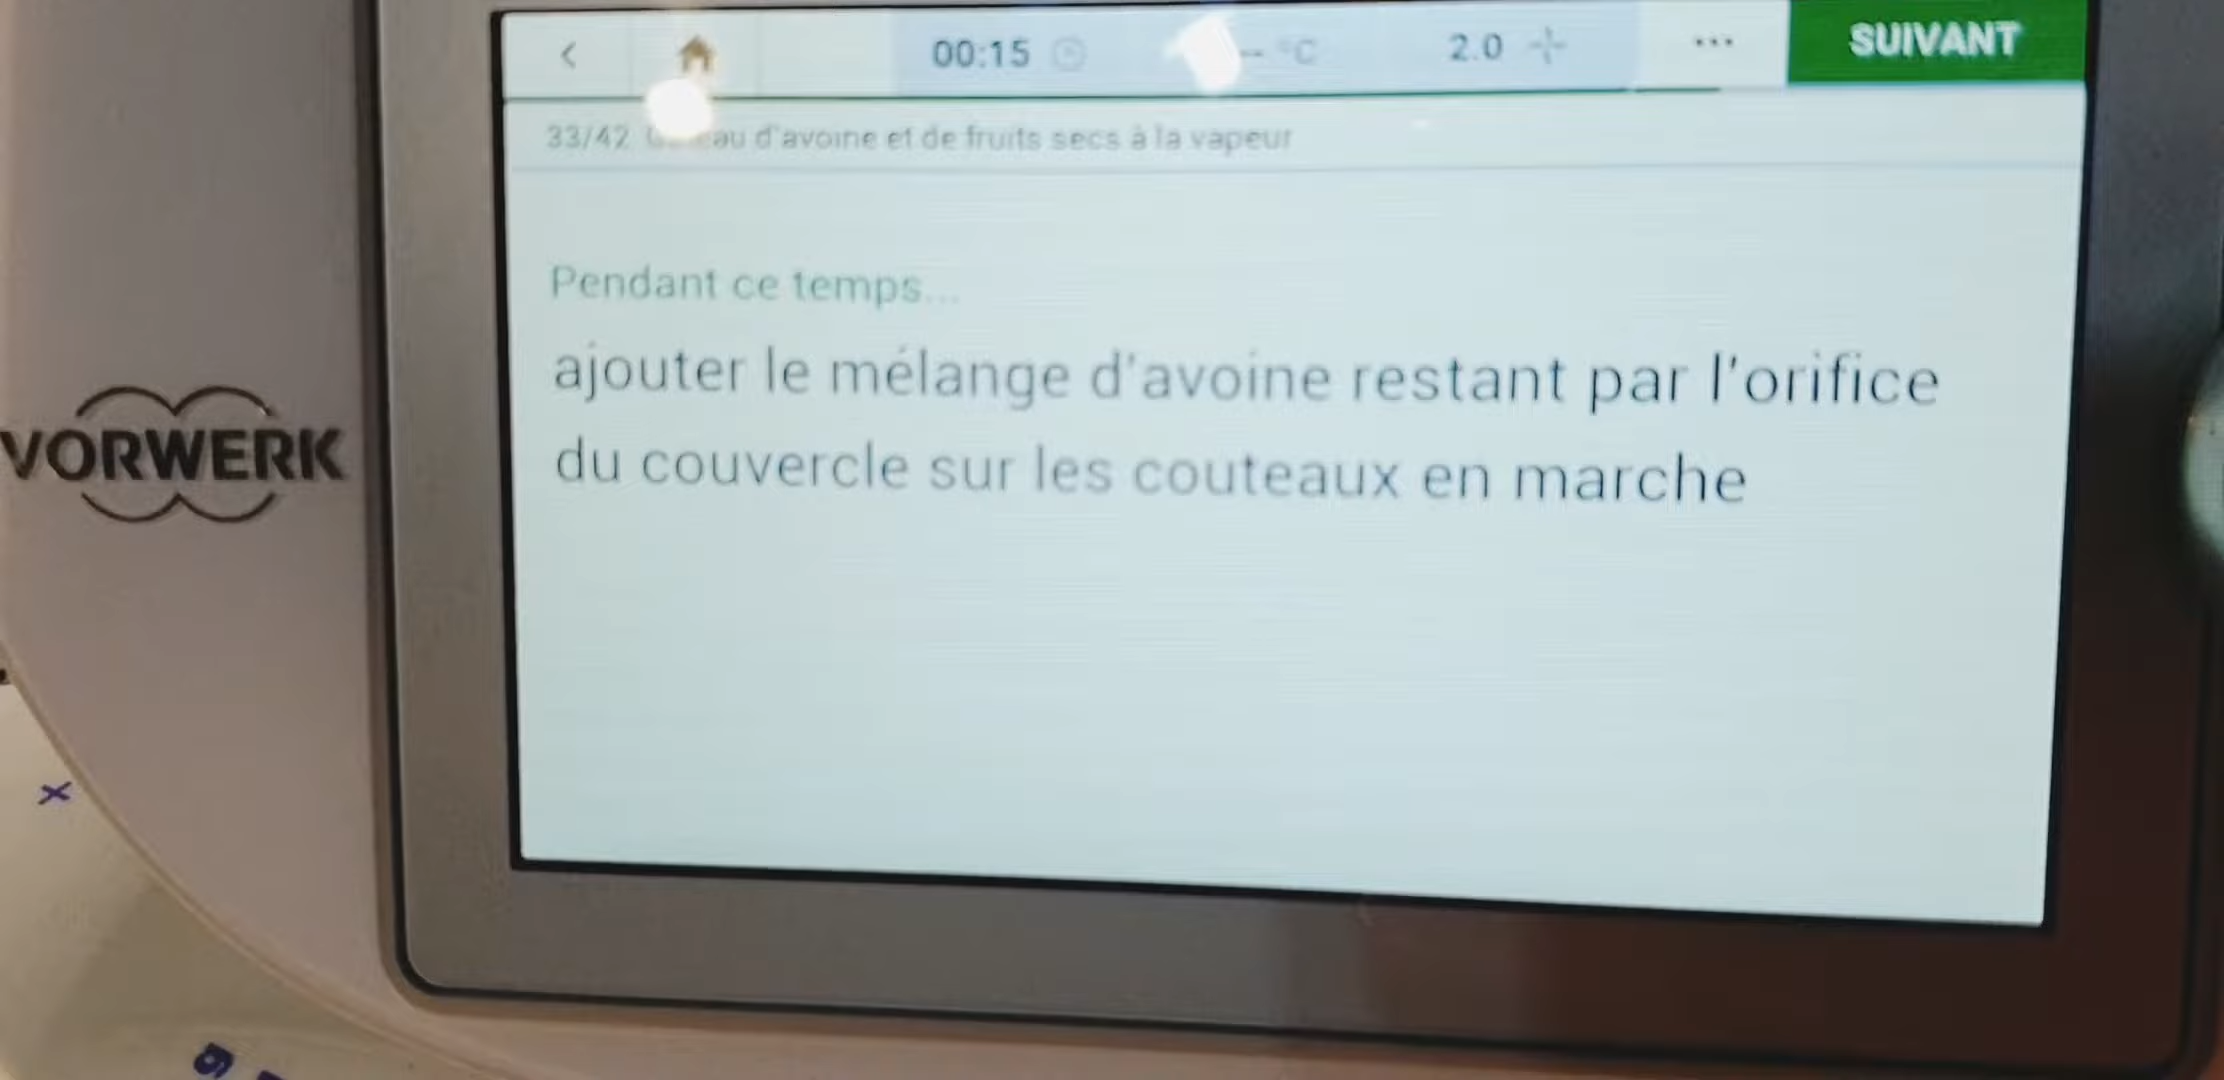 00:15 °C 2.0 ... SUIVANT
33/42 d'avoine et de fruits secs à la vapeur
Pendant ce temps...
ajouter le mélange d'avoine restant par l'orifice
du couvercle sur les couteaux en marche
VORWERK
x